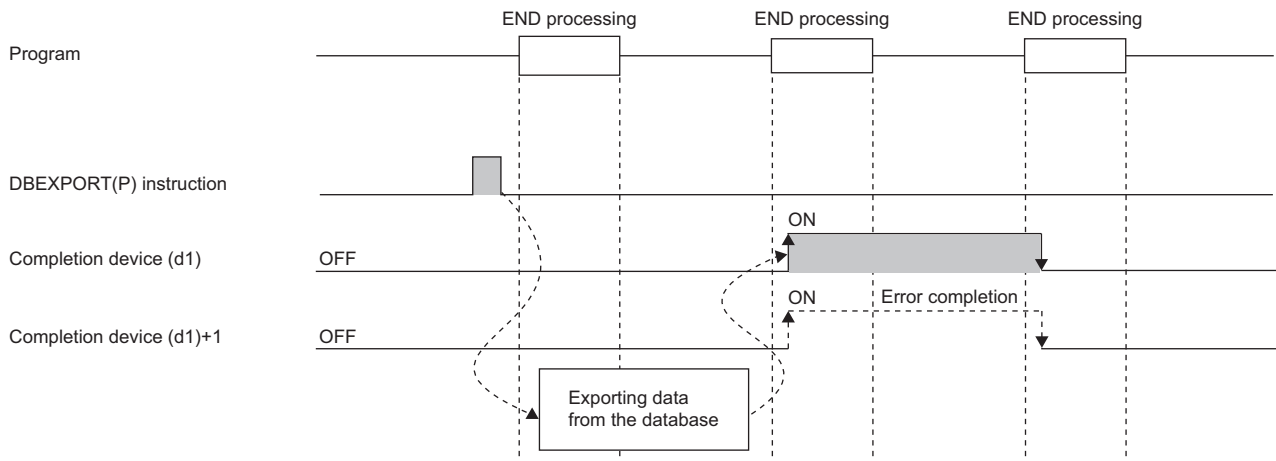 END processing
END processing
END processing
Program
DBEXPORT(P) instruction
ON
Completion device (d1)
OFF
ON
Error completion
Completion device (d1)+1
OFF
Exporting data
from the database